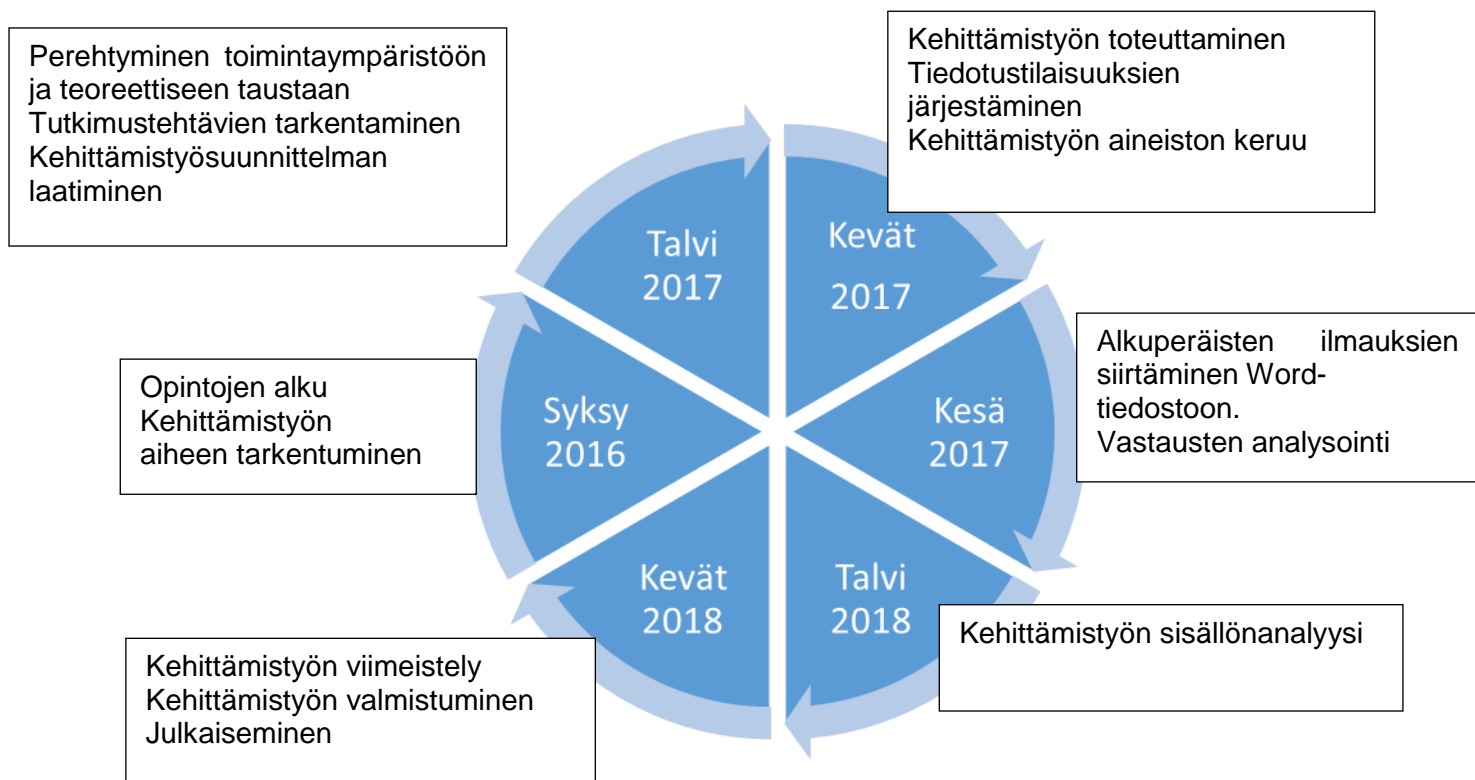 Perehtyminen toimintaympäristöön
ja teoreettiseen taustaan
Tutkimustehtävien tarkentaminen
Kehittämistyösuunnittelman
laatiminen
Kehittämistyön toteuttaminen
Tiedotustilaisuuksien
järjestäminen
Kehittämistyön aineiston keruu
Talvi
2017
Kevät
2017
Opintojen alku
Kehittämistyön
aiheen tarkentuminen
Syksy
2016
Kesä
2017
Alkuperäisten ilmauksien
siirtäminen Word-
tiedostoon.
Vastausten analysointi
Kevät
2018
Talvi
2018
Kehittämistyön viimeistely
Kehittämistyön valmistuminen
Julkaiseminen
Kehittämistyön sisällönanalyysi